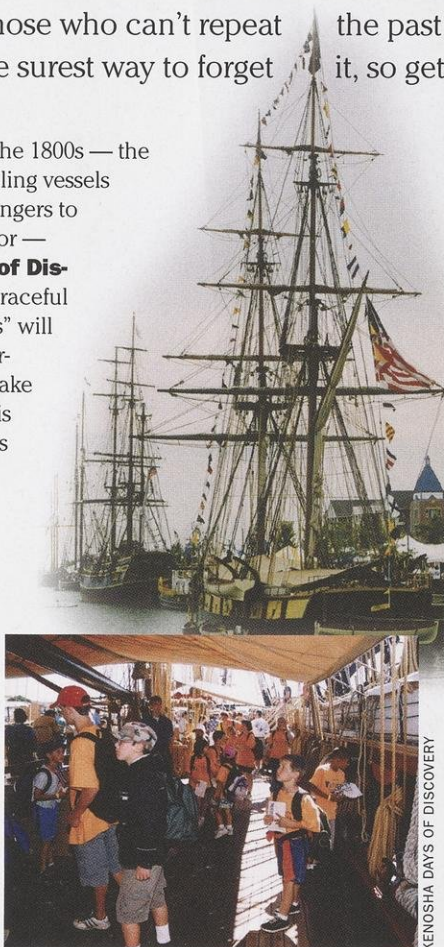 hose who can't repeat the past
e surest way to forget it, so get
he 1800s — the
ling vessels
ngers to
or —
of Dis-
raceful
s" will
r-
ake
is
s
KENOSHA DAYS OF DISCOVERY